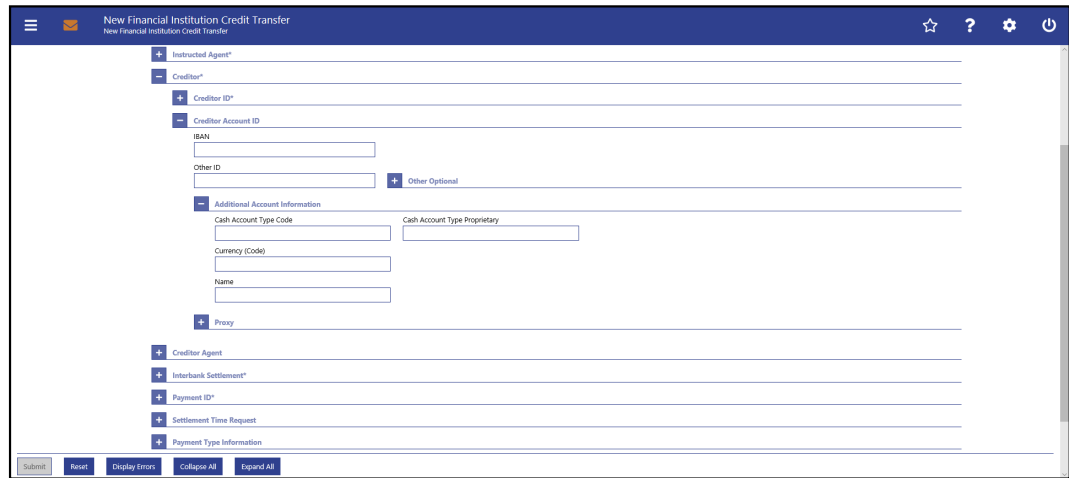 New Financial Institution Credit Transfer
New Financial Institution Credit Transfer
Instructed Agent*
Creditor*
Creditor ID*
Creditor Account ID
IBAN
Other ID
Other Optional
Additional Account Information
Cash Account Type Code Cash Account Type Proprietary
Currency (Code)
Name
Proxy
Creditor Agent
Interbank Settlement*
Payment ID*
Settlement Time Request
Payment Type Information
Submit Reset Display Errors Collapse All Expand All